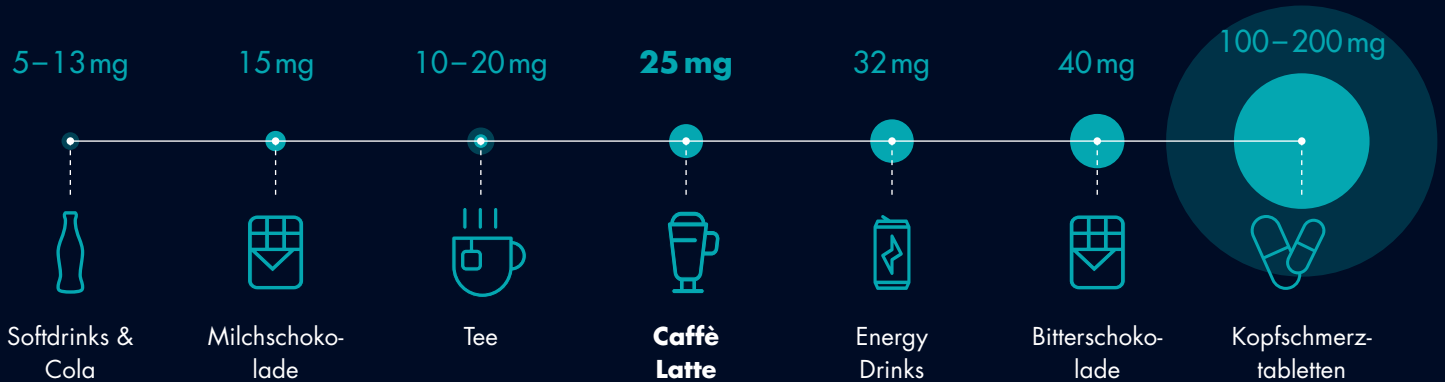 5–13 mg
15 mg
10–20 mg
25 mg
32 mg
40 mg
100–200 mg
Softdrinks &
Cola
Milchschoko-
lade
Tee
Caffè
Latte
Energy
Drinks
Bitterschoko-
lade
Kopfschmerz-
tabletten